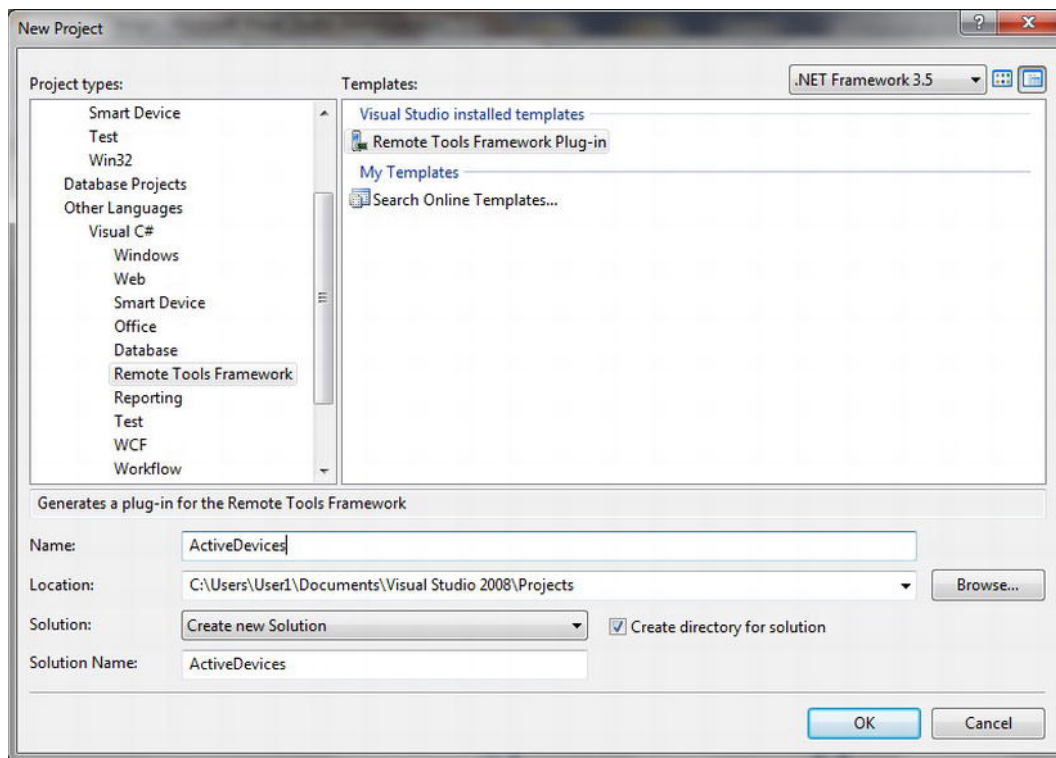 New Project
Project types:
Templates:
.NET Framework 3.5
Smart Device
Test
Win32
Database Projects
Other Languages
Visual C#
Windows
Web
Smart Device
Office
Database
Remote Tools Framework
Reporting
Test
WCF
Workflow
Visual Studio installed templates
Remote Tools Framework Plug-in
My Templates
Search Online Templates...
Generates a plug-in for the Remote Tools Framework
Name: ActiveDevices
Location: C:\Users\User1\Documents\Visual Studio 2008\Projects Browse...
Solution: Create new Solution Create directory for solution
Solution Name: ActiveDevices
OK Cancel